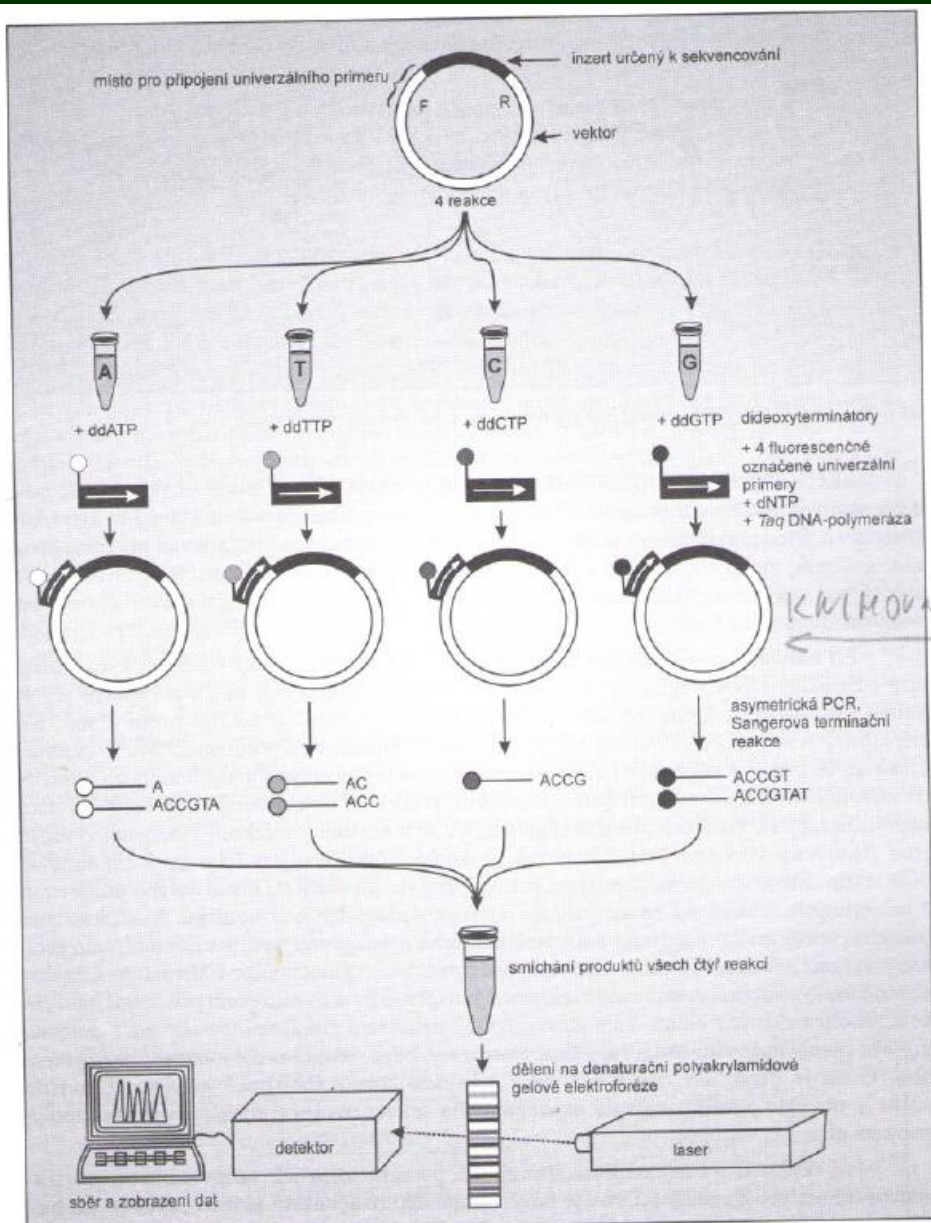 místo pro připojení univerzálního primeru
inzert určený k sekvencování
F
R
vektor
4 reakce
A
T
C
G
+ ddATP
+ ddTTP
+ ddCTP
+ ddGTP
dideoxyterminátory
+ 4 fluorescenčně
označené univerzální
primery
+ dNTP
+ Taq DNA-polymeráza
asymetrická PCR,
Sangerova terminační
reakce
A
ACCGTA
AC
ACC
ACCG
ACCGT
ACCGTAT
smíchání produktů všech čtyř reakcí
dělení na denaturační polyakrylamidové
gelové elektroforéze
detektor
laser
sběr a zobrazení dat